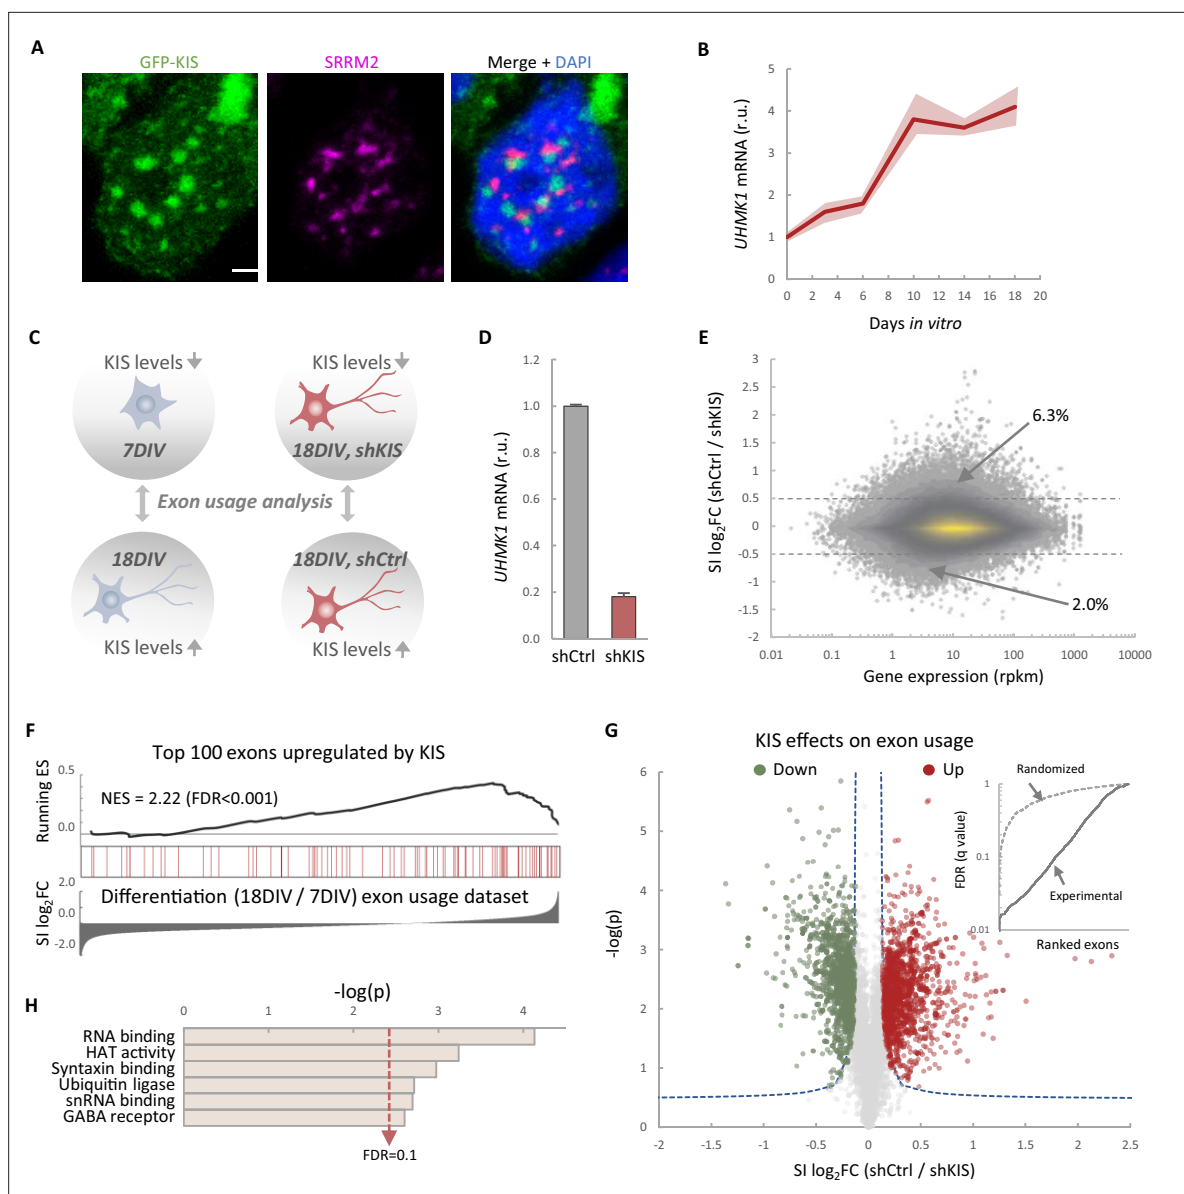 A
GFP-KIS
SRRM2
Merge + DAPI
B
UHMK1 mRNA (r.u.)
5
4
3
2
1
0
0 2 4 6 8 10 12 14 16 18 20
Days in vitro
C
KIS levels
7DIV
KIS levels
18DIV, shKIS
Exon usage analysis
18DIV
KIS levels
18DIV, shCtrl
KIS levels
D
UHMK1 mRNA (r.u.)
1.2
1.0
0.8
0.6
0.4
0.2
0.0
shCtrl shKIS
E
SI log2FC (shCtrl / shKIS)
3
2.5
2
1.5
1
0.5
0
-0.5
-1
-1.5
-2
6.3%
2.0%
0.01 0.1 1 10 100 1000 10000
Gene expression (rpkm)
F
Top 100 exons upregulated by KIS
Running ES
0.5
0.0
NES = 2.22 (FDR<0.001)
SI log2FC
2.0
0.0
-2.0
Differentiation (18DIV / 7DIV) exon usage dataset
G
KIS effects on exon usage
Down
Up
-log(p)
6
5
4
3
2
1
0
-2 -1.5 -1 -0.5 0 0.5 1 1.5 2 2.5
SI log2FC (shCtrl / shKIS)
FDR (q value)
1
0.1
0.01
Randomized
Experimental
Ranked exons
H
-log(p)
0 1 2 3 4
RNA binding
HAT activity
Syntaxin binding
Ubiquitin ligase
snRNA binding
GABA receptor
FDR=0.1